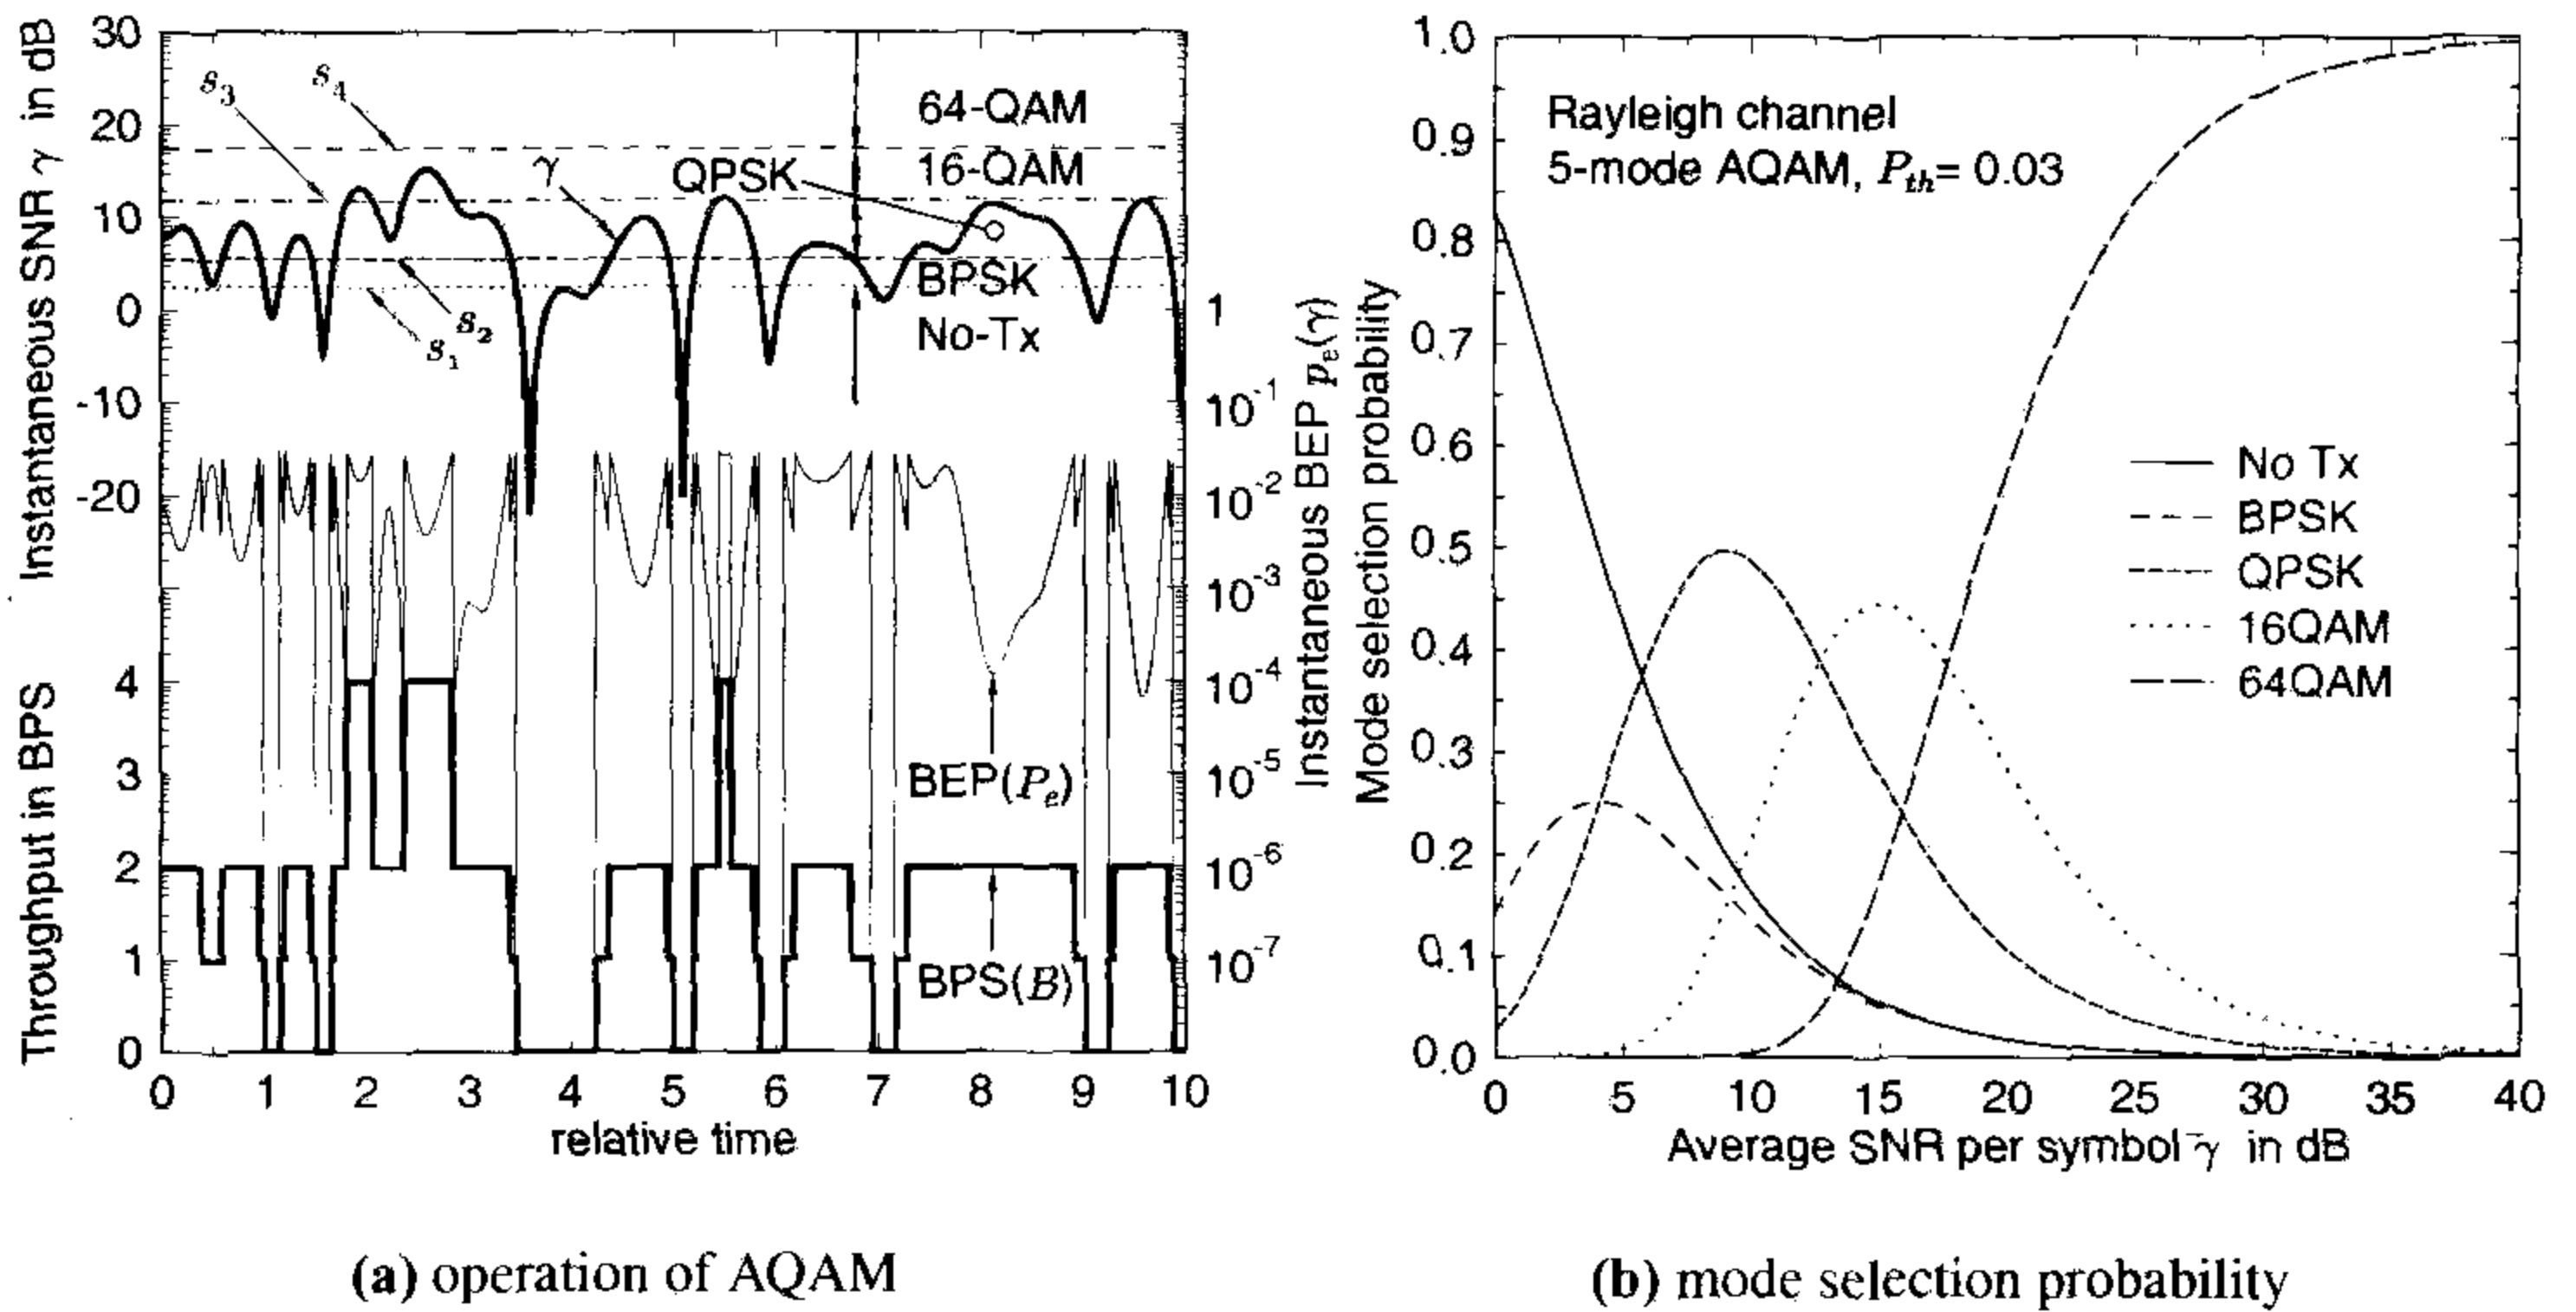 Instantaneous SNR γ in dB
Throughput in BPS
30
20
10
0
-10
-20
4
3
2
1
0
s3
s4
γ
QPSK
64-QAM
16-QAM
BPSK
No-Tx
s2
s1
BEP(Pe)
BPS(B)
1
10-1
10-2
10-3
10-4
10-5
10-6
10-7
Instantaneous BEP pe(γ)
0 1 2 3 4 5 6 7 8 9 10
relative time
(a) operation of AQAM
Mode selection probability
1.0
0.9
0.8
0.7
0.6
0.5
0.4
0.3
0.2
0.1
0.0
Rayleigh channel
5-mode AQAM, Pth= 0.03
No Tx
BPSK
QPSK
16QAM
64QAM
0 5 10 15 20 25 30 35 40
Average SNR per symbol γ̄ in dB
(b) mode selection probability